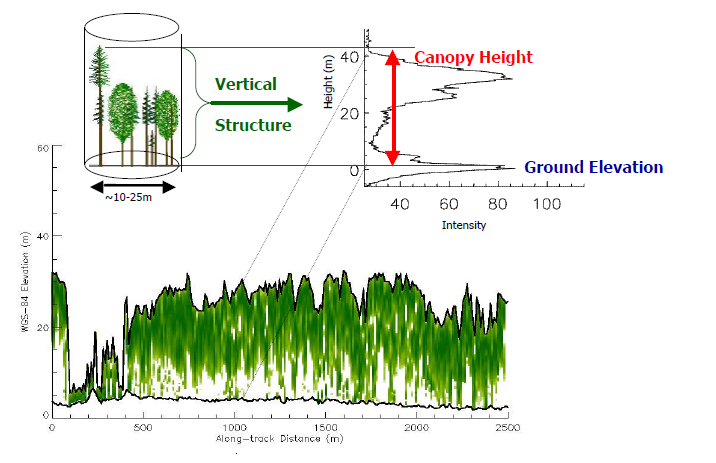 Vertical
Structure
~10-25m
Height (m)
40
20
0
Canopy Height
Ground Elevation
40 60 80 100
Intensity
WGS-84 Elevation (m)
60
40
20
0
0 500 1000 1500 2000 2500
Along-track Distance (m)